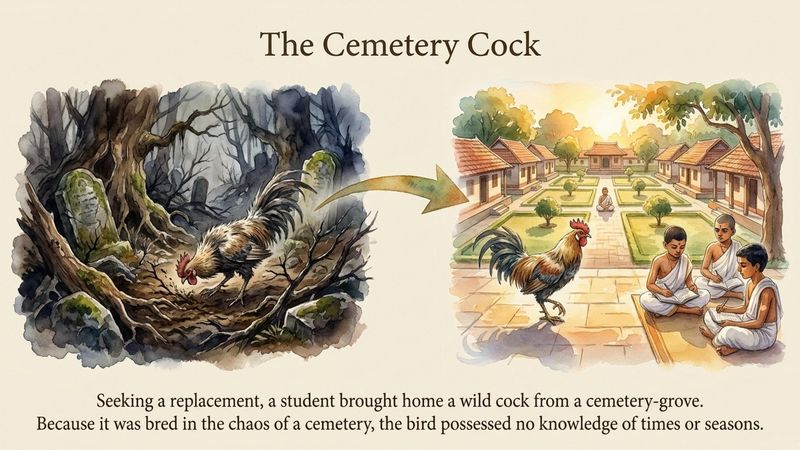 The Cemetery Cock
Seeking a replacement, a student brought home a wild cock from a cemetery-grove.
Because it was bred in the chaos of a cemetery, the bird possessed no knowledge of times or seasons.